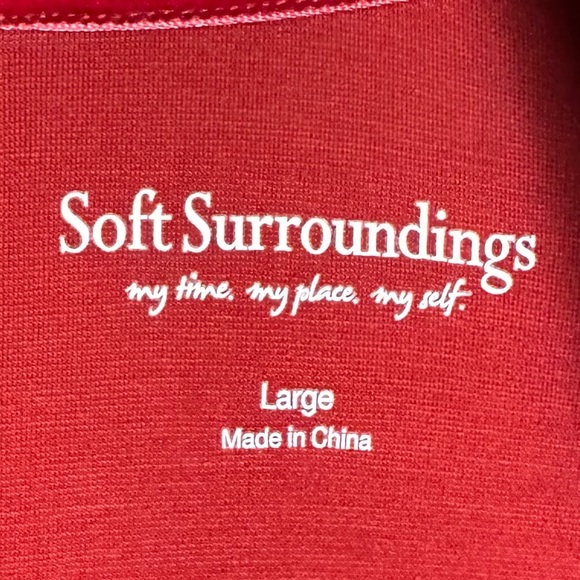 Soft Surroundings
my time. my place. my self.
Large
Made in China